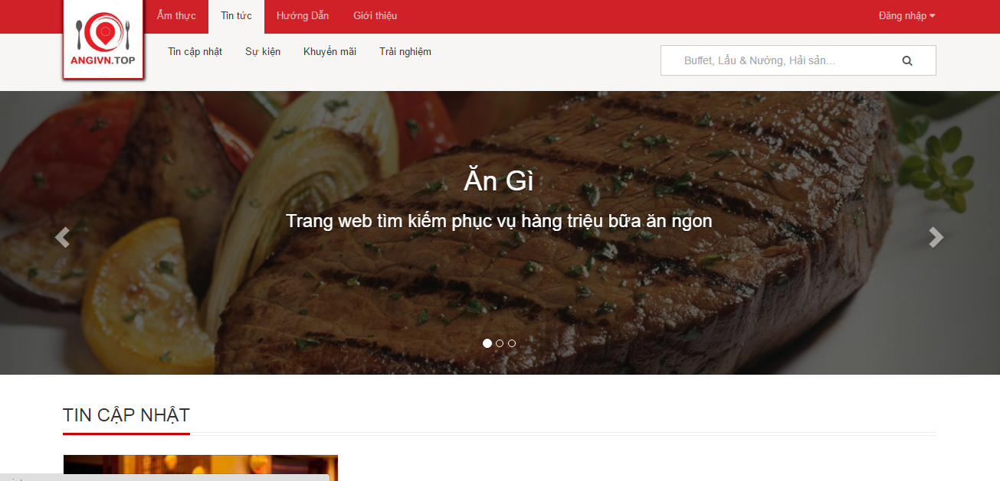 Ẩm thực
Tin tức
Hướng Dẫn
Giới thiệu
Đăng nhập
ANGIVN.TOP
Tin cập nhật
Sự kiện
Khuyến mãi
Trải nghiệm
Buffet, Lẩu & Nướng, Hải sản...
Ăn Gì
Trang web tìm kiếm phục vụ hàng triệu bữa ăn ngon
TIN CẬP NHẬT